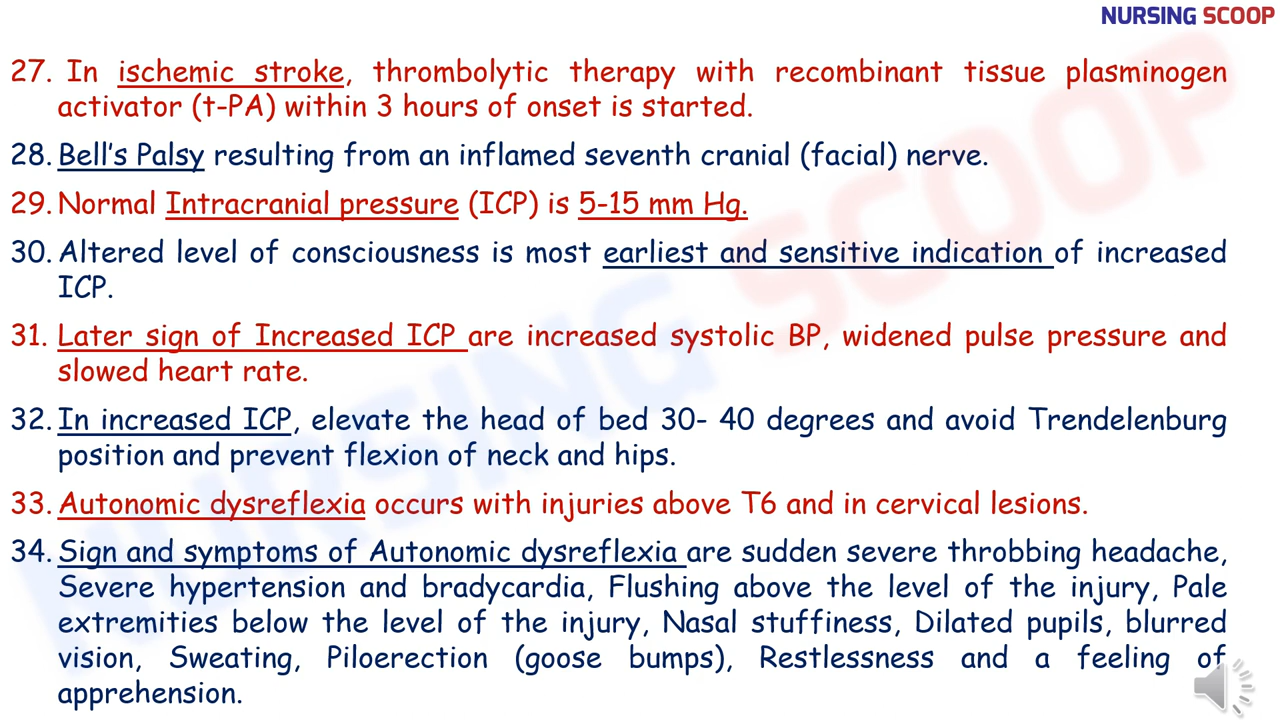 NURSING SCOOP
27. In ischemic stroke, thrombolytic therapy with recombinant tissue plasminogen
activator (t-PA) within 3 hours of onset is started.
28. Bell's Palsy resulting from an inflamed seventh cranial (facial) nerve.
29. Normal Intracranial pressure (ICP) is 5-15 mm Hg.
30. Altered level of consciousness is most earliest and sensitive indication of increased
ICP.
31. Later sign of Increased ICP are increased systolic BP, widened pulse pressure and
slowed heart rate.
32. In increased ICP, elevate the head of bed 30- 40 degrees and avoid Trendelenburg
position and prevent flexion of neck and hips.
33. Autonomic dysreflexia occurs with injuries above T6 and in cervical lesions.
34. Sign and symptoms of Autonomic dysreflexia are sudden severe throbbing headache,
Severe hypertension and bradycardia, Flushing above the level of the injury, Pale
extremities below the level of the injury, Nasal stuffiness, Dilated pupils, blurred
vision, Sweating, Piloerection (goose bumps), Restlessness and a feeling of
apprehension.
NURSING SCOOP